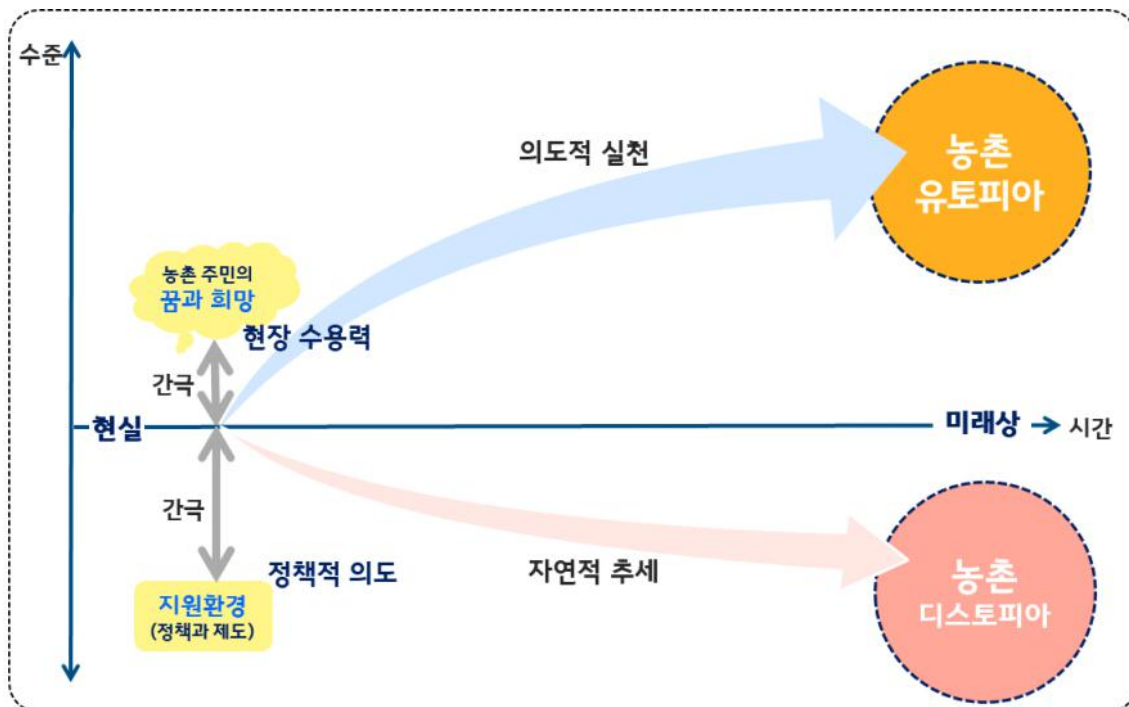 수준
의도적 실천
농촌
유토피아
농촌 주민의
꿈과 희망
현장 수용력
간극
현실
미래상
시간
간극
정책적 의도
지원환경
(정책과 제도)
자연적 추세
농촌
디스토피아